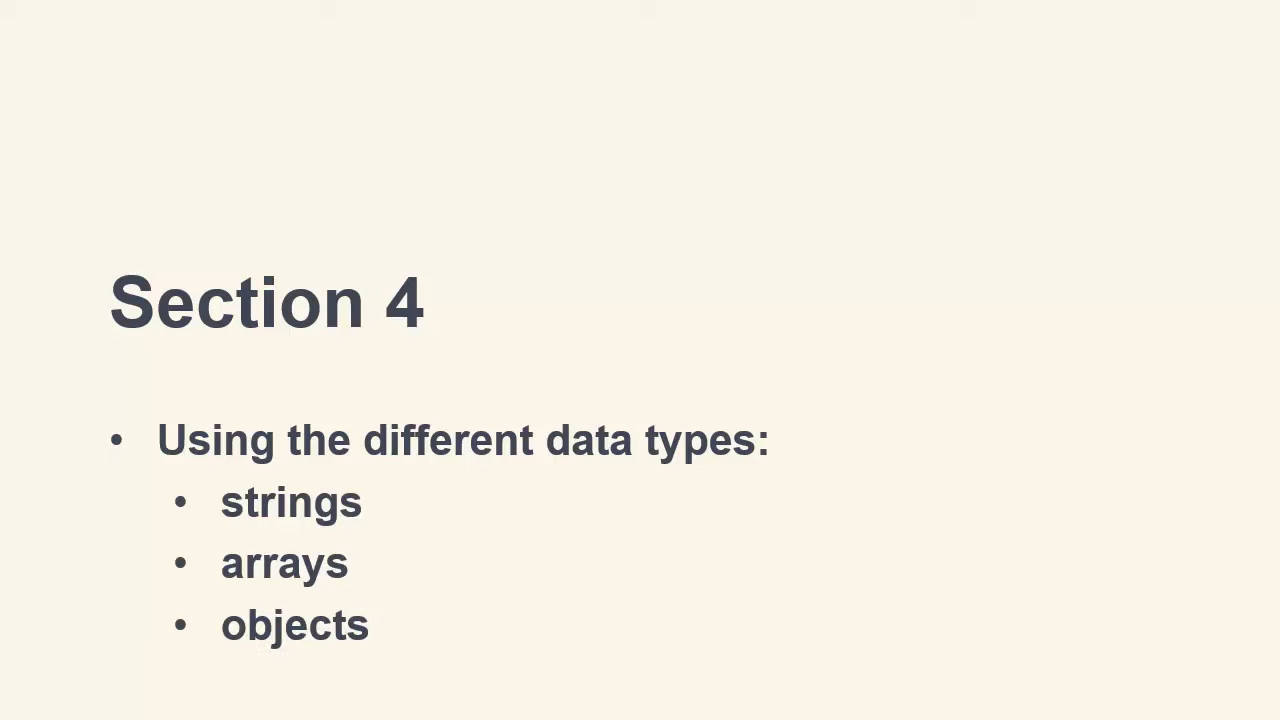 Section 4
• Using the different data types:
• strings
• arrays
• objects